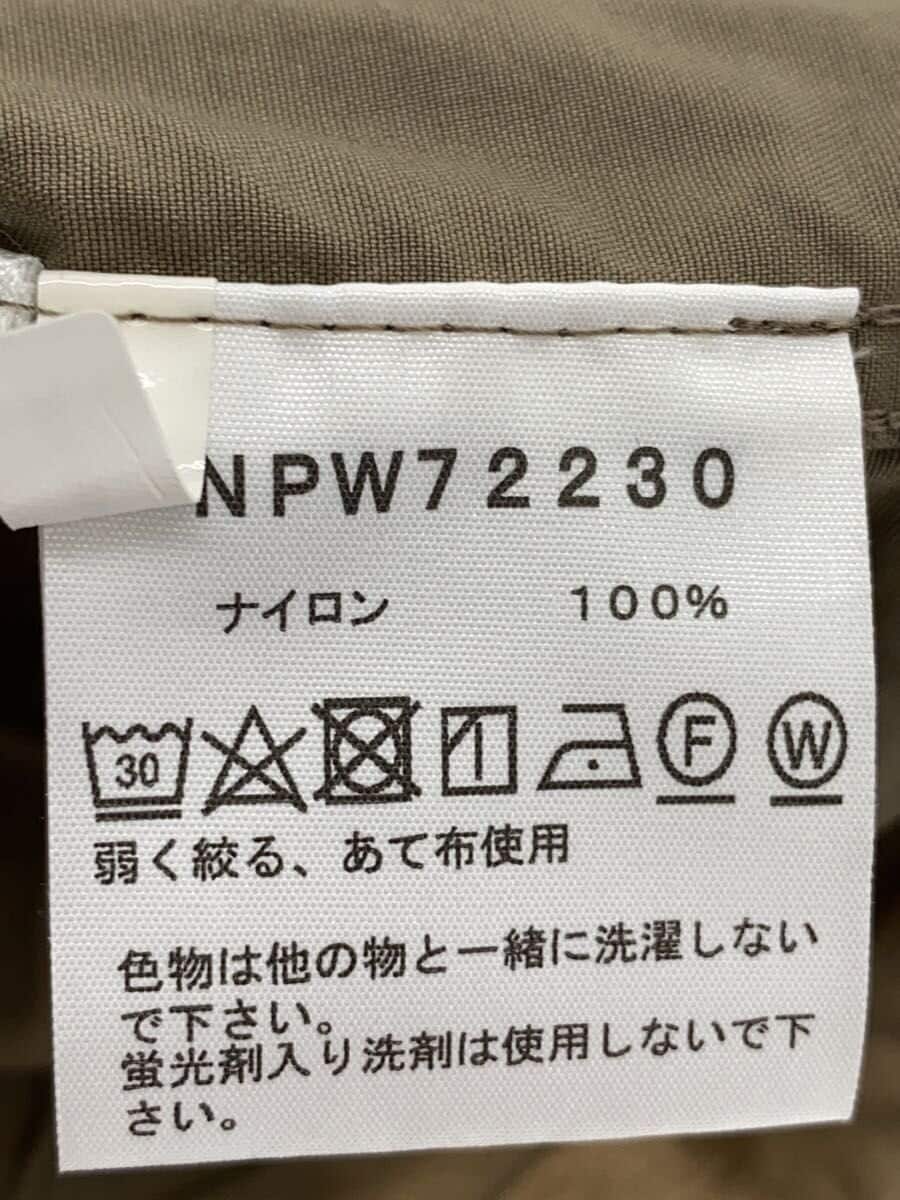 NPW72230
ナイロン 100%
30 F W
弱く絞る、あて布使用
色物は他の物と一緒に洗濯しない
で下さい。
蛍光剤入り洗剤は使用しないで下
さい。